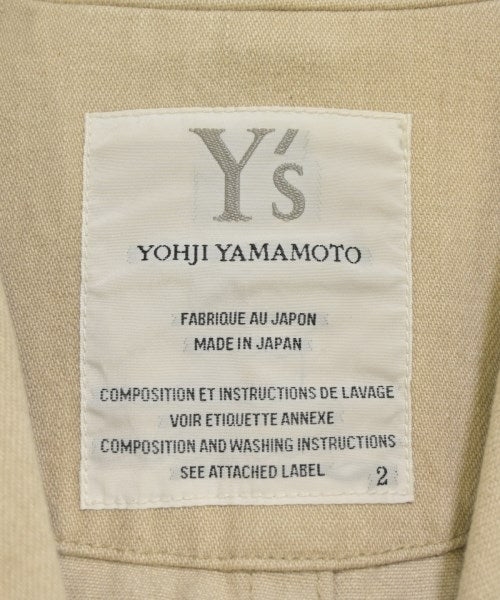 Y's
YOHJI YAMAMOTO
FABRIQUE AU JAPON
MADE IN JAPAN
COMPOSITION ET INSTRUCTIONS DE LAVAGE
VOIR ETIQUETTE ANNEXE
COMPOSITION AND WASHING INSTRUCTIONS
SEE ATTACHED LABEL
2